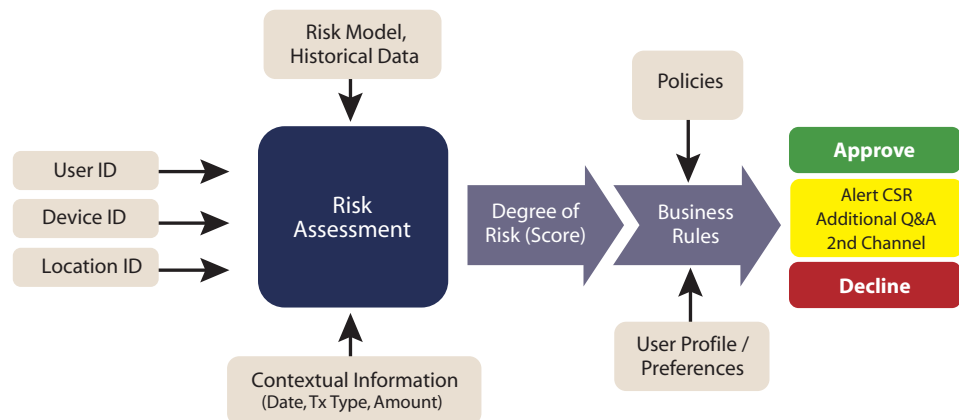 Risk Model,
Historical Data
Policies
User ID
Device ID
Location ID
Risk
Assessment
Degree of
Risk (Score)
Business
Rules
Approve
Alert CSR
Additional Q&A
2nd Channel
Decline
Contextual Information
(Date, Tx Type, Amount)
User Profile /
Preferences